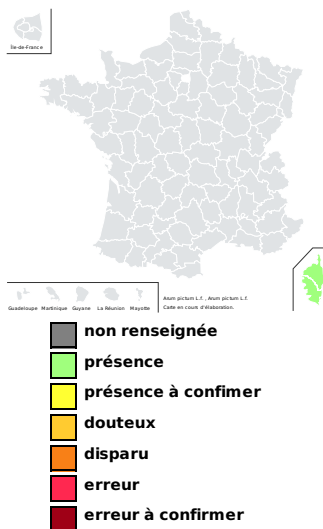 Île-de-France
Guadeloupe Martinique Guyane La Réunion Mayotte
Arum pictum L.f. , Arum pictum L.f.
Carte en cours d'élaboration.
non renseignée
présence
présence à confimer
douteux
disparu
erreur
erreur à confirmer